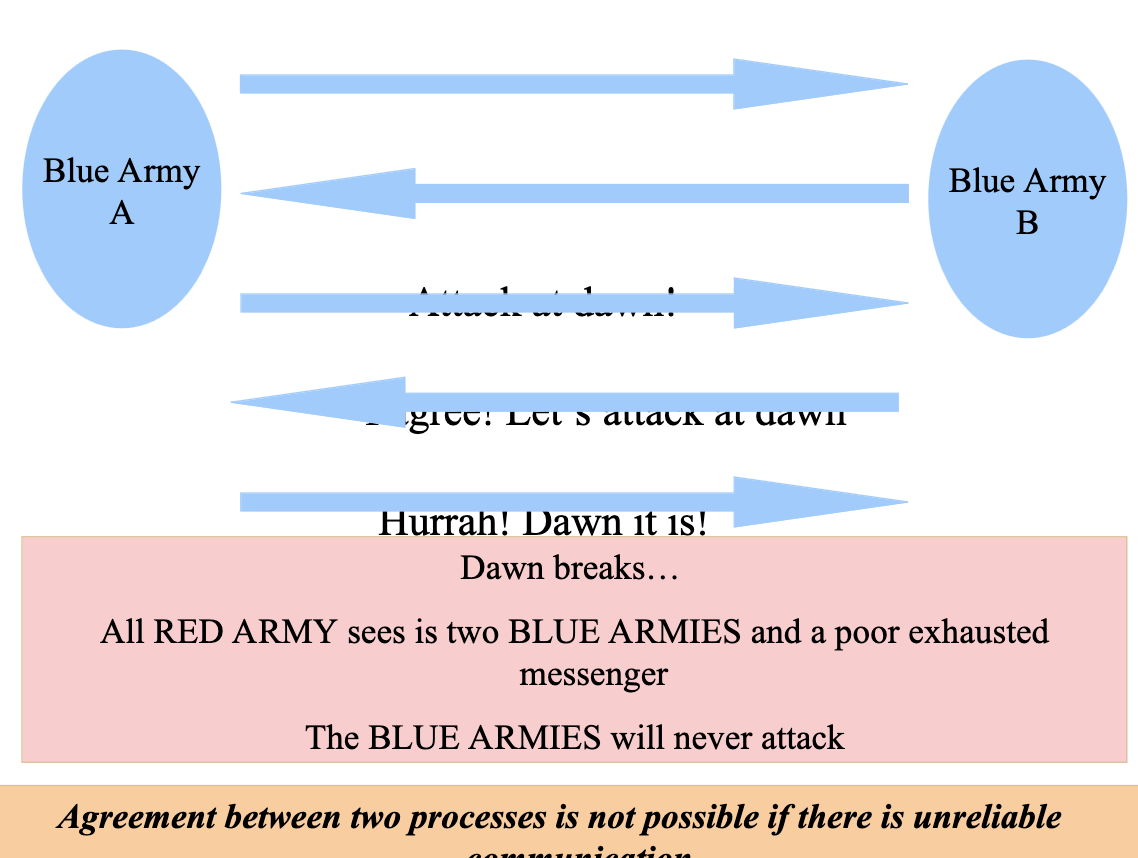 Blue Army
A
Blue Army
B
Attack at dawn!
agree! Let's attack at dawn
Hurrah! Dawn it is!
Dawn breaks…
All RED ARMY sees is two BLUE ARMIES and a poor exhausted
messenger
The BLUE ARMIES will never attack
Agreement between two processes is not possible if there is unreliable
communication